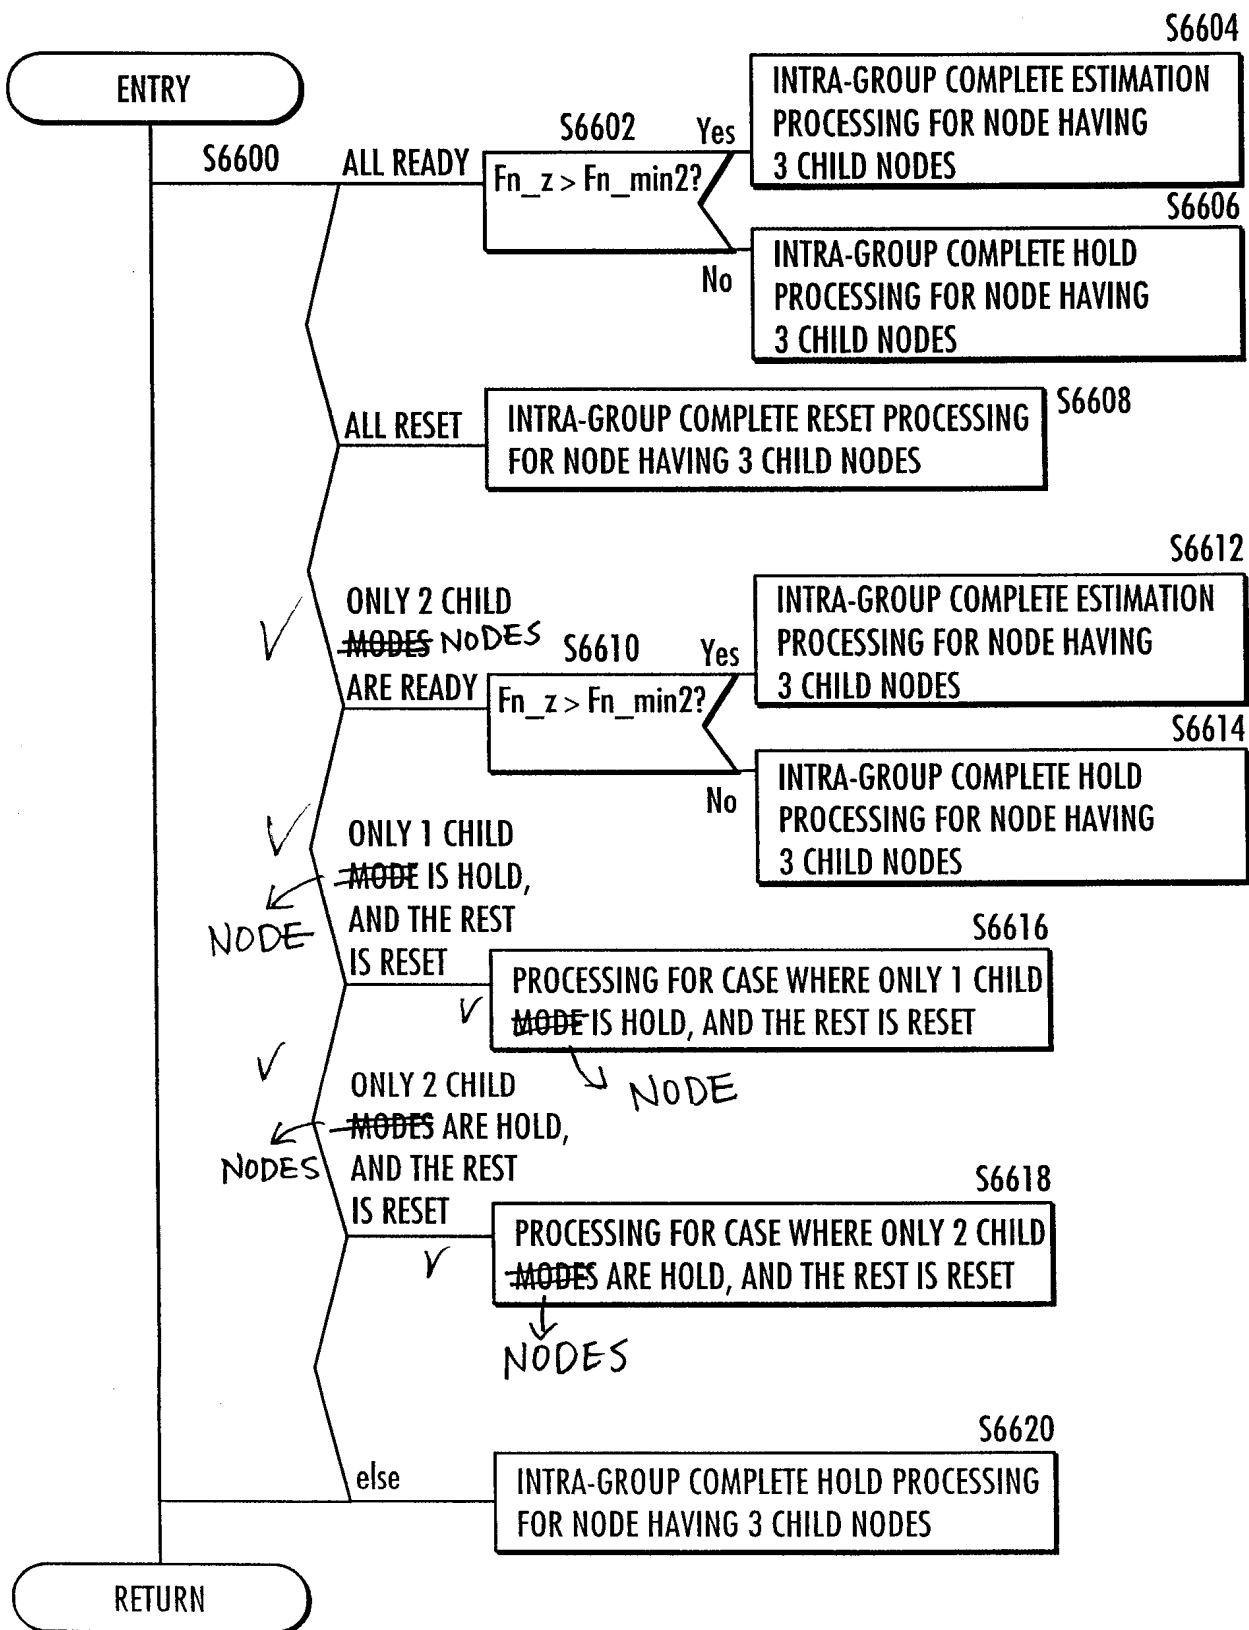 ENTRY
S6600
ALL READY
S6602
Fn_z > Fn_min2?
Yes
S6604
INTRA-GROUP COMPLETE ESTIMATION
PROCESSING FOR NODE HAVING
3 CHILD NODES
No
S6606
INTRA-GROUP COMPLETE HOLD
PROCESSING FOR NODE HAVING
3 CHILD NODES
ALL RESET
S6608
INTRA-GROUP COMPLETE RESET PROCESSING
FOR NODE HAVING 3 CHILD NODES
ONLY 2 CHILD
MODES NODES
ARE READY
S6610
Fn_z > Fn_min2?
Yes
S6612
INTRA-GROUP COMPLETE ESTIMATION
PROCESSING FOR NODE HAVING
3 CHILD NODES
No
S6614
INTRA-GROUP COMPLETE HOLD
PROCESSING FOR NODE HAVING
3 CHILD NODES
ONLY 1 CHILD
MODE IS HOLD,
NODE
AND THE REST
IS RESET
S6616
PROCESSING FOR CASE WHERE ONLY 1 CHILD
MODE IS HOLD, AND THE REST IS RESET
NODE
ONLY 2 CHILD
MODES ARE HOLD,
NODES
AND THE REST
IS RESET
S6618
PROCESSING FOR CASE WHERE ONLY 2 CHILD
MODES ARE HOLD, AND THE REST IS RESET
NODES
else
S6620
INTRA-GROUP COMPLETE HOLD PROCESSING
FOR NODE HAVING 3 CHILD NODES
RETURN